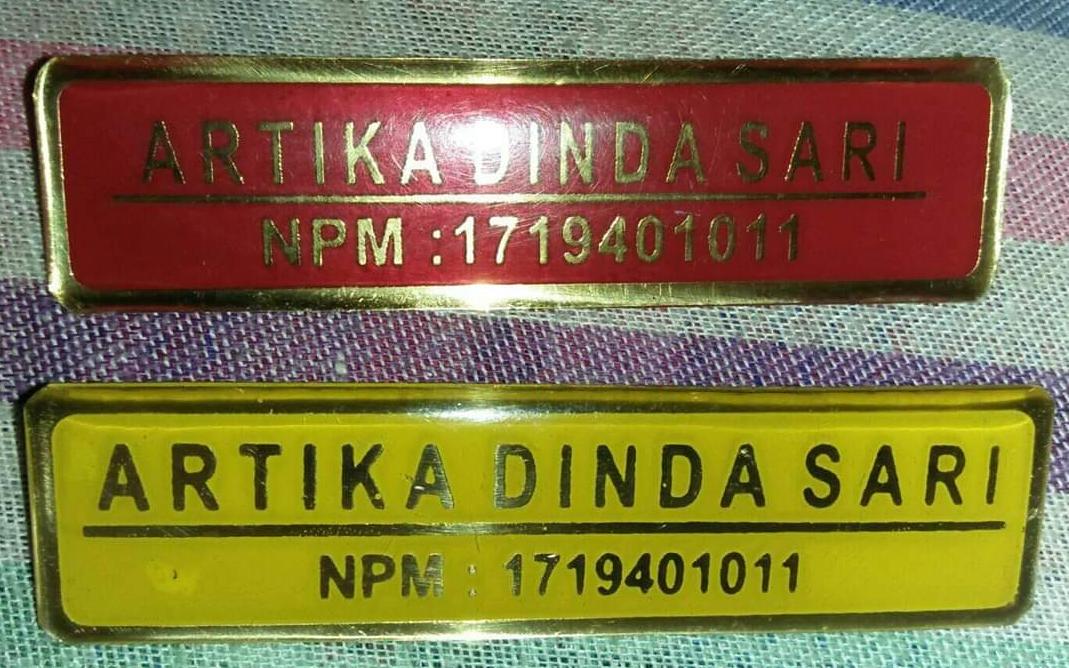 ARTIKA DINDA SARI
NPM :1719401011
ARTIKA DINDA SARI
NPM : 1719401011